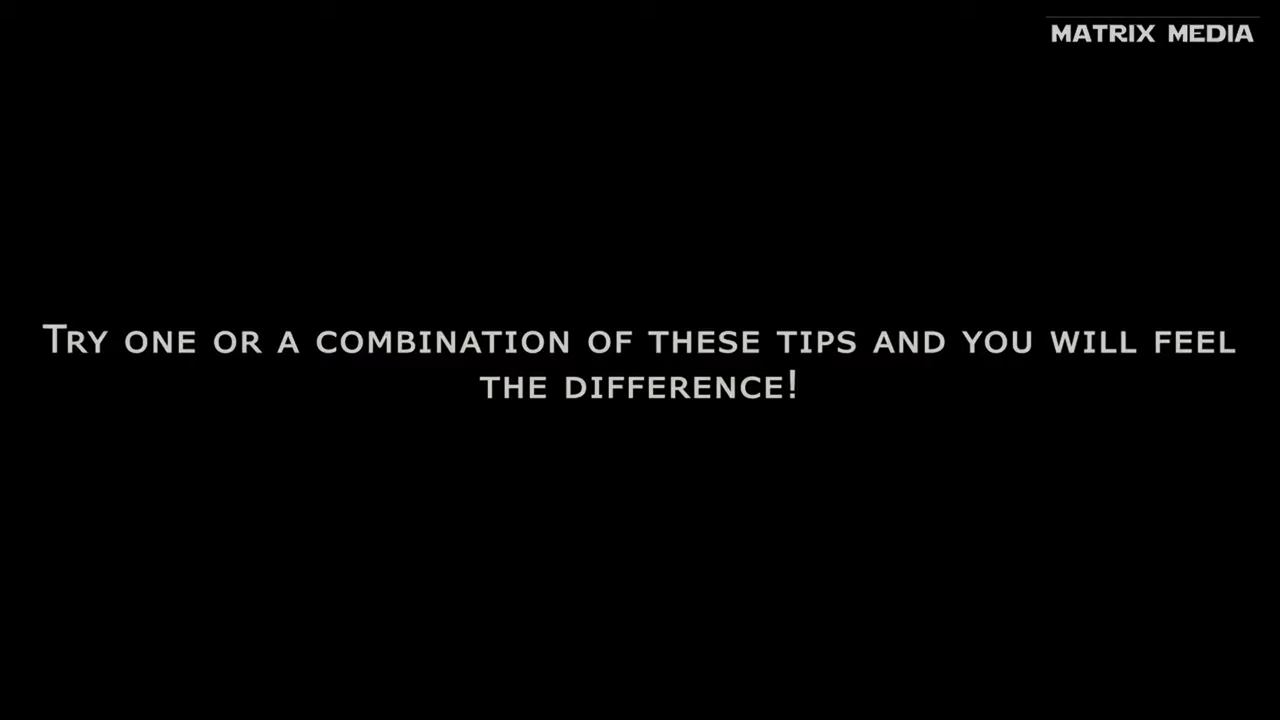 MATRIX MEDIA
TRY ONE OR A COMBINATION OF THESE TIPS AND YOU WILL FEEL
THE DIFFERENCE!